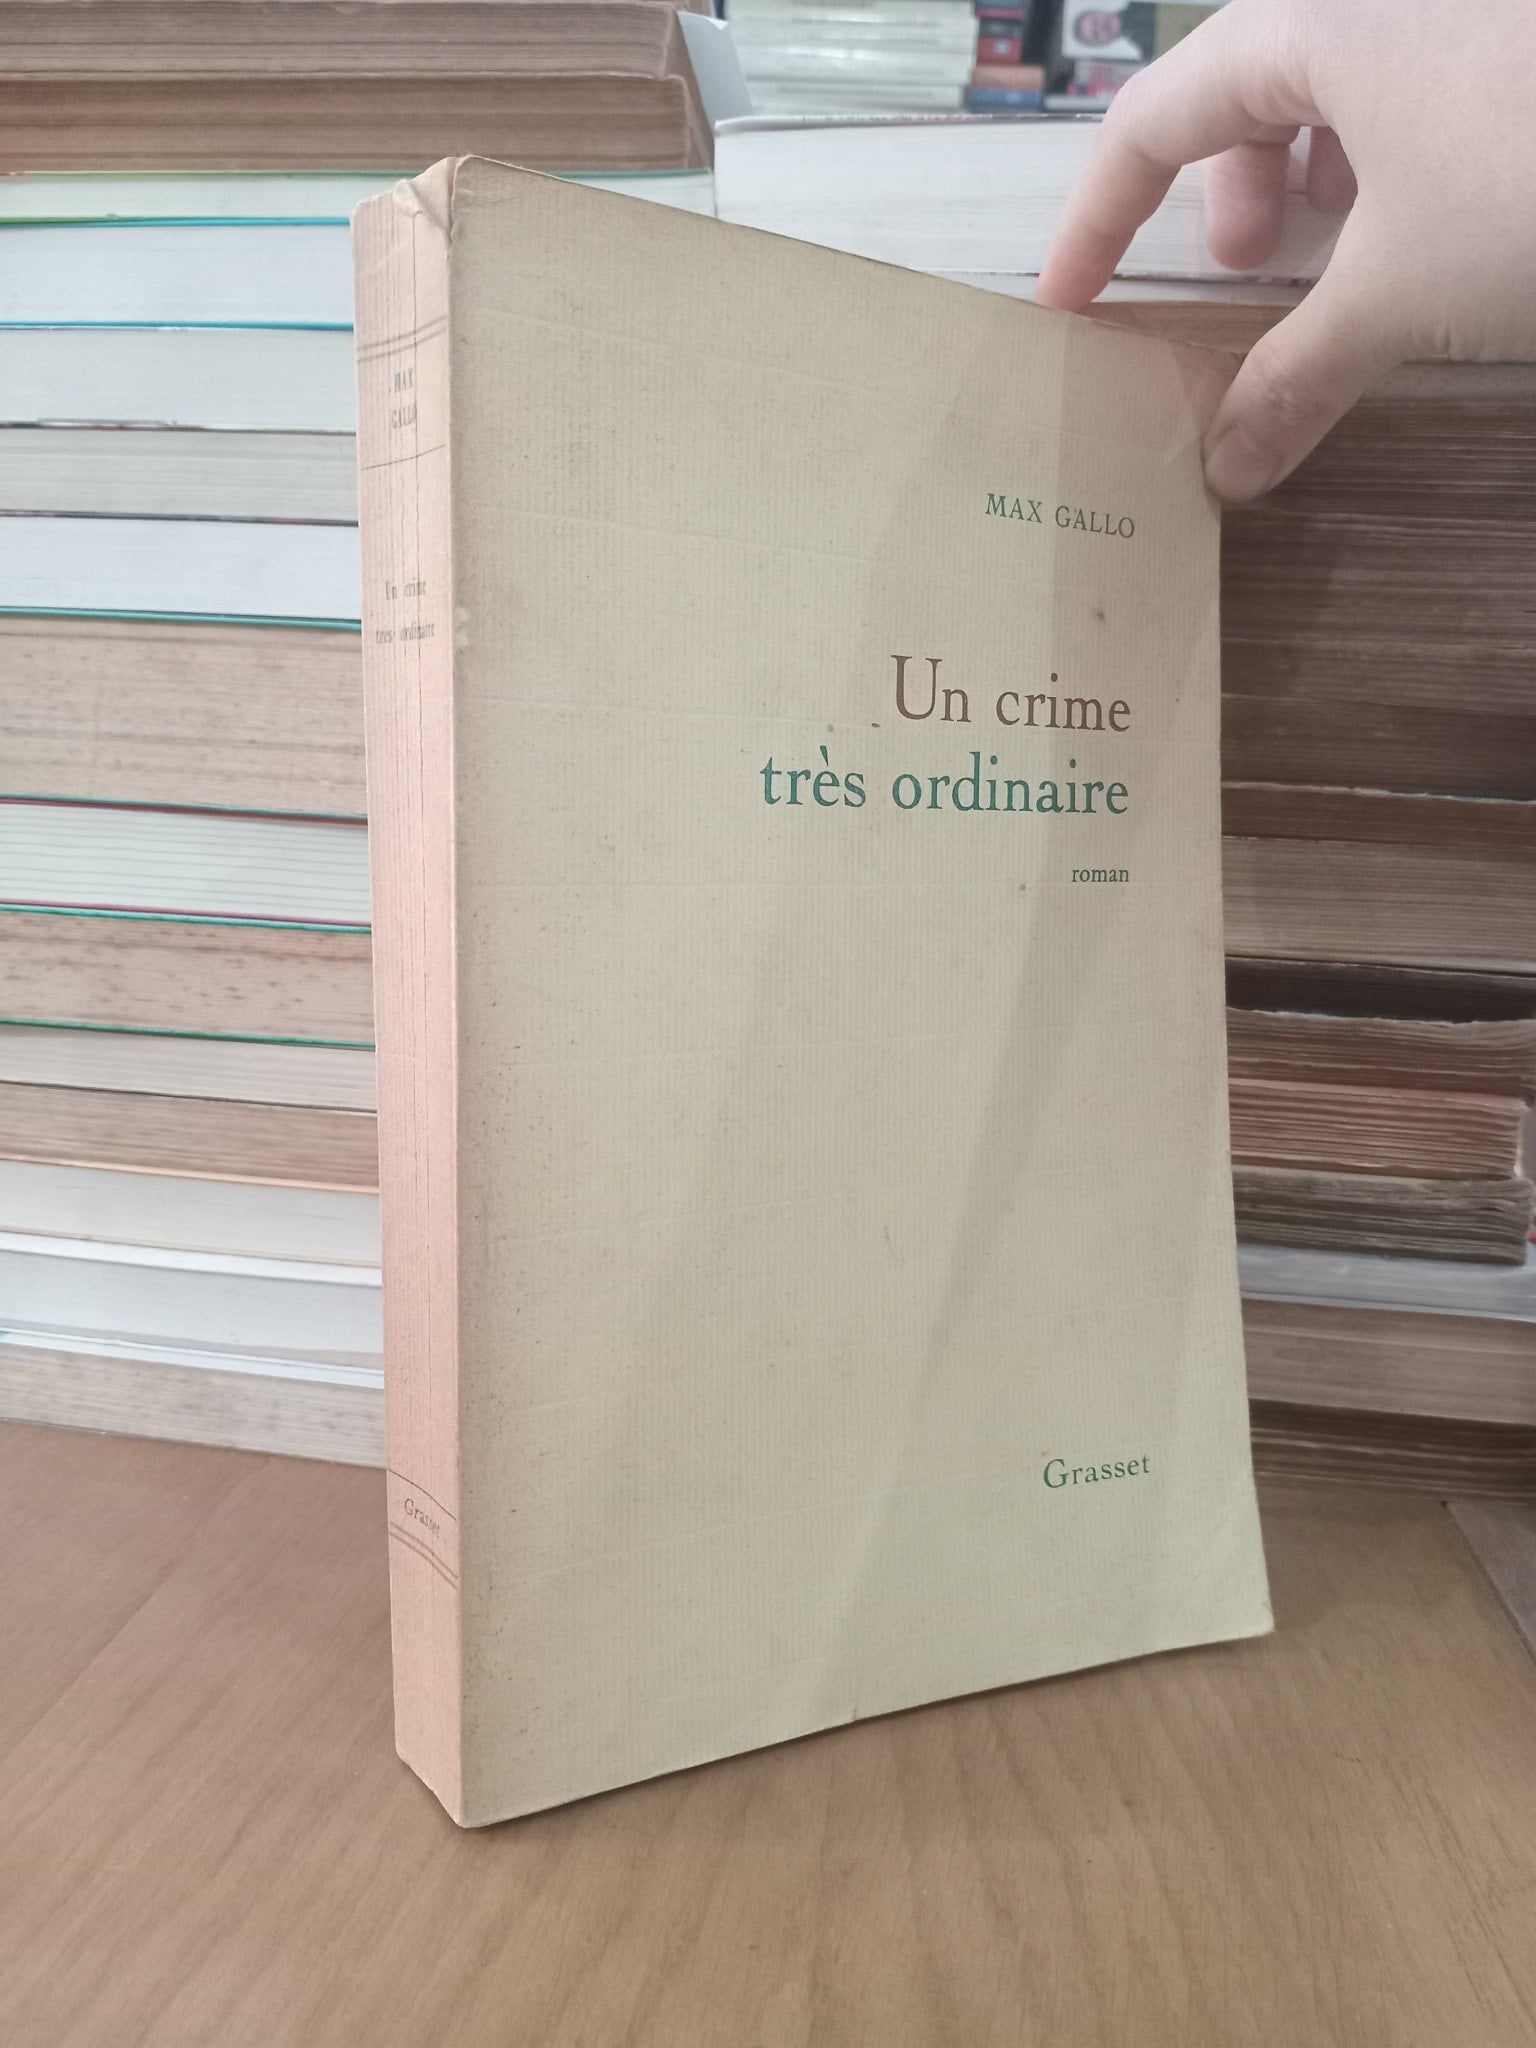 MAX
GALLO
Un crime
très ordinaire
Grasset
MAX GALLO
Un crime
très ordinaire
roman
Grasset